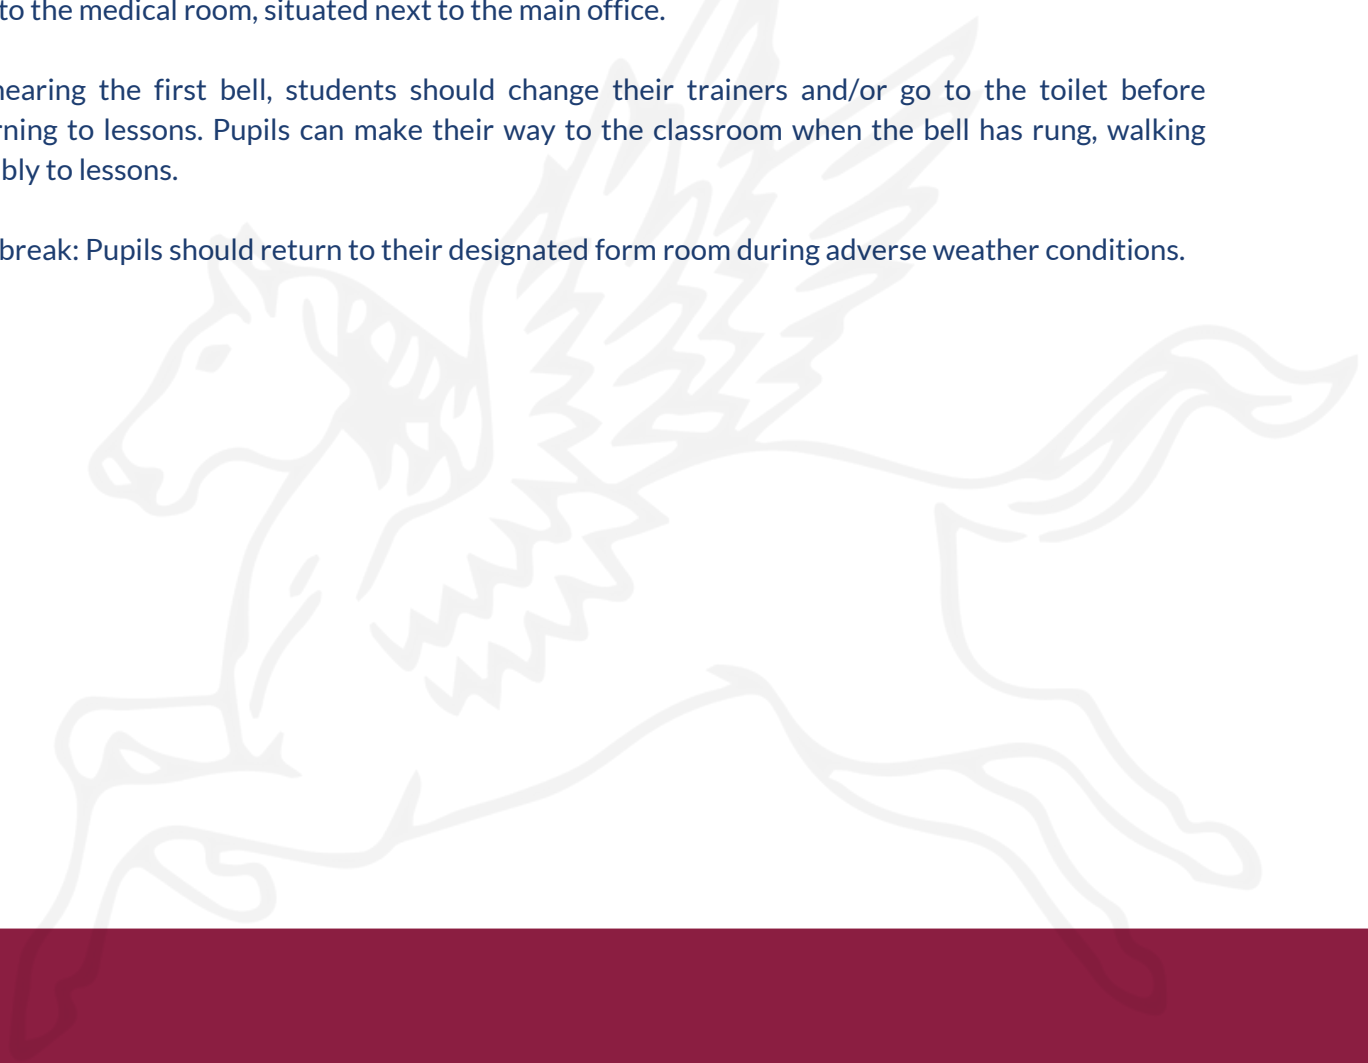 to the medical room, situated next to the main office.
hearing the first bell, students should change their trainers and/or go to the toilet before
rning to lessons. Pupils can make their way to the classroom when the bell has rung, walking
bly to lessons.
break: Pupils should return to their designated form room during adverse weather conditions.